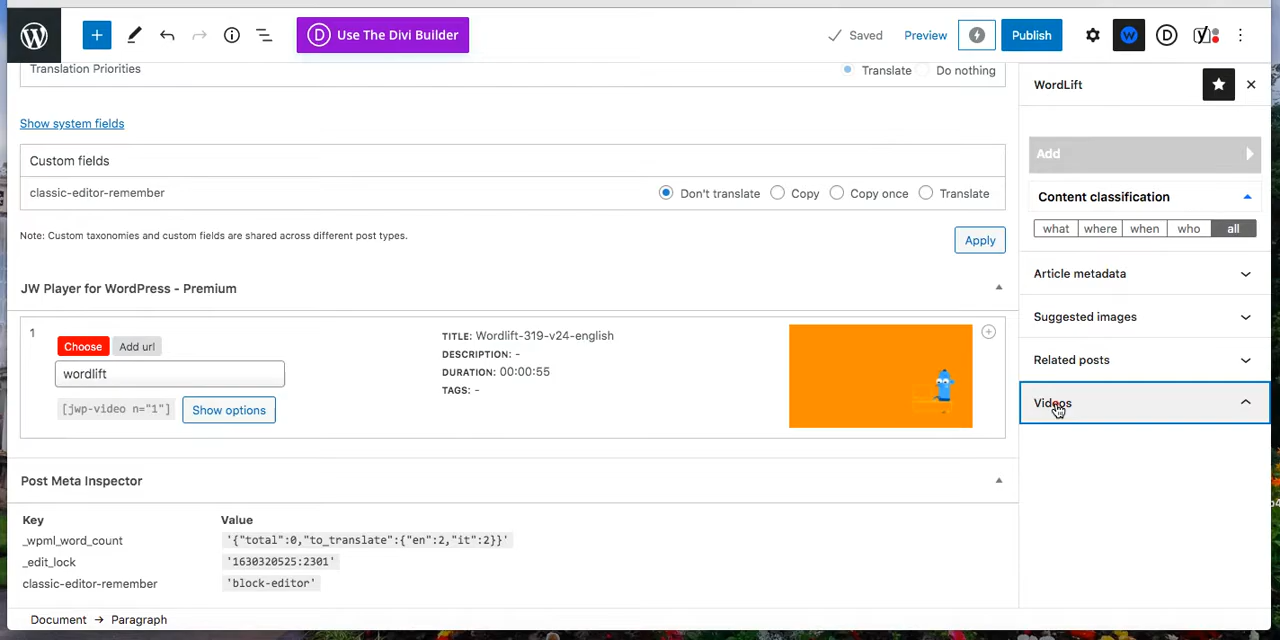 Use The Divi Builder
Saved
Preview
Publish
Translation Priorities
Translate
Do nothing
Show system fields
Custom fields
classic-editor-remember
Don't translate
Copy
Copy once
Translate
Note: Custom taxonomies and custom fields are shared across different post types.
Apply
JW Player for WordPress - Premium
1
Choose
Add url
wordlift
[jwp-video n="1"]
Show options
TITLE: Wordlift-319-v24-english
DESCRIPTION: -
DURATION: 00:00:55
TAGS: -
Post Meta Inspector
Key Value
_wpml_word_count '{"total":0,"to_translate":{"en":2,"it":2}}'
_edit_lock '1630320525:2301'
classic-editor-remember 'block-editor'
Document → Paragraph
WordLift
Add
Content classification
what where when who all
Article metadata
Suggested images
Related posts
Videos